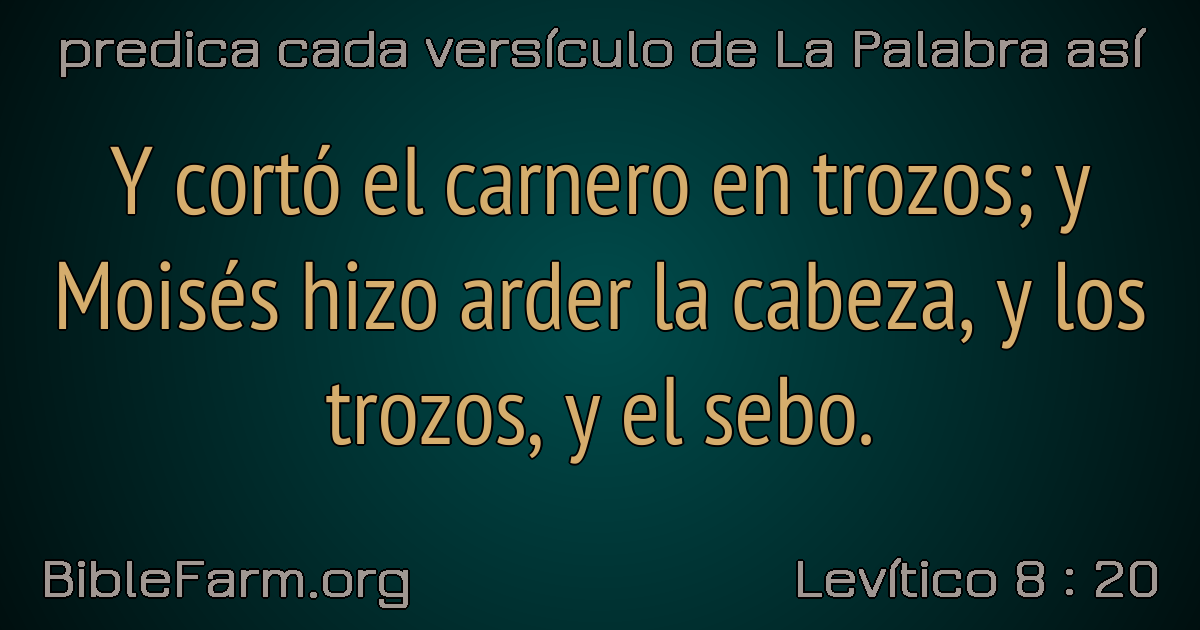 predica cada versículo de La Palabra así
Y cortó el carnero en trozos; y
Moisés hizo arder la cabeza, y los
trozos, y el sebo.
BibleFarm.org
Levítico 8 : 20